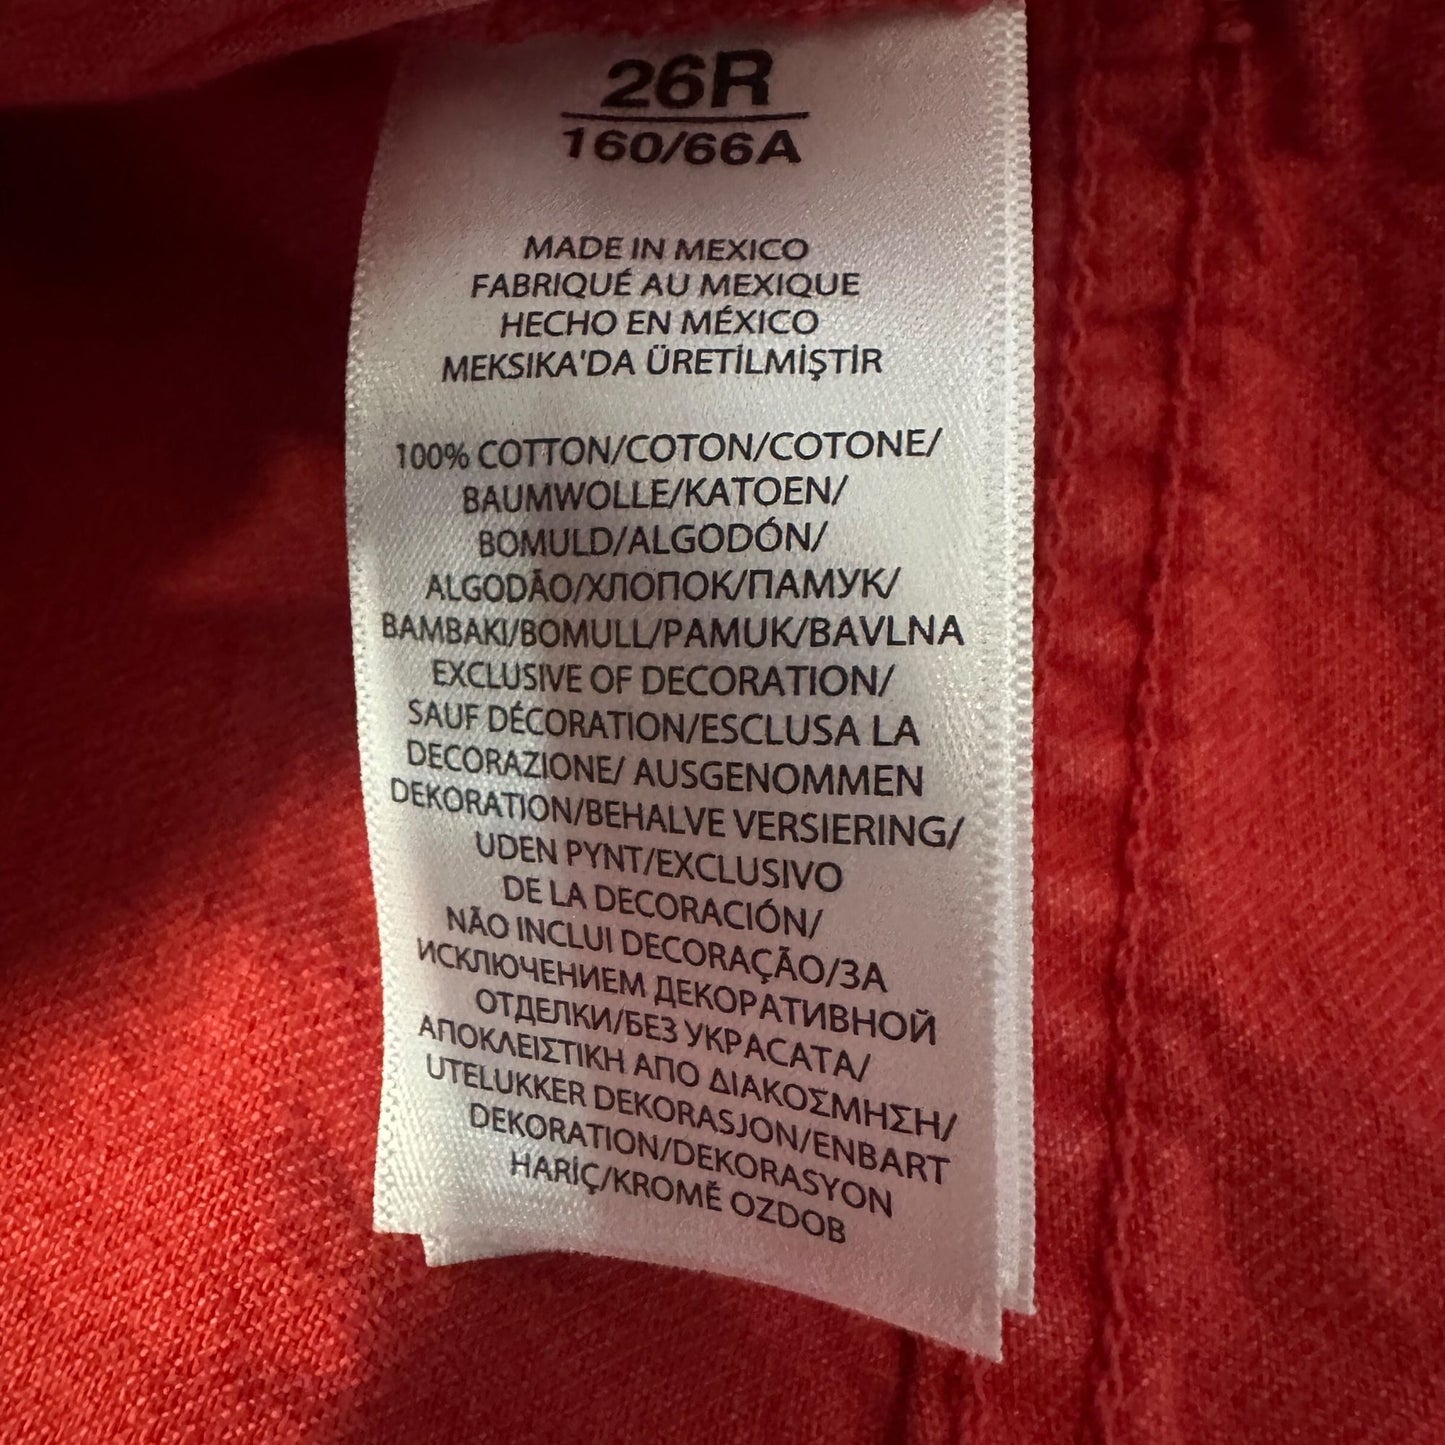 26R
160/66A
MADE IN MEXICO
FABRIQUÉ AU MEXIQUE
HECHO EN MÉXICO
MEKSIKA'DA ÜRETİLMİŞTİR
100% COTTON/COTON/COTONE/
BAUMWOLLE/KATOEN/
BOMULD/ALGODÓN/
ALGODÃO/ХЛОПОК/ПАМУК/
BAMBAKI/BOMULL/PAMUK/BAVLNA
EXCLUSIVE OF DECORATION/
SAUF DÉCORATION/ESCLUSA LA
DECORAZIONE/ AUSGENOMMEN
DEKORATION/BEHALVE VERSIERING/
UDEN PYNT/EXCLUSIVO
DE LA DECORACIÓN/
NÃO INCLUI DECORAÇÃO/ЗА
ИСКЛЮЧЕНИЕМ ДЕКОРАТИВНОЙ
ОТДЕЛКИ/БЕЗ УКРАСАТА/
ΑΠΟΚΛΕΙΣΤΙΚΗ ΑΠΟ ΔΙΑΚΟΣΜΗΣΗ/
UTELUKKER DEKORASJON/ENBART
DEKORATION/DEKORASYON
HARİÇ/KROMĚ OZDOB